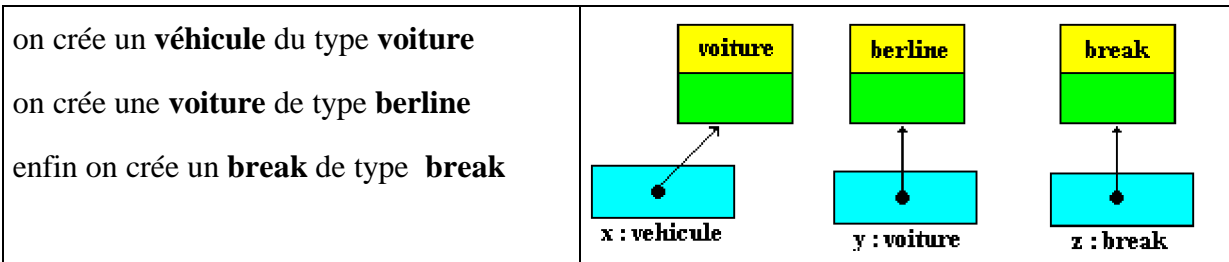 on crée un véhicule du type voiture
on crée une voiture de type berline
enfin on crée un break de type break
voiture berline break
x : vehicule y : voiture z : break